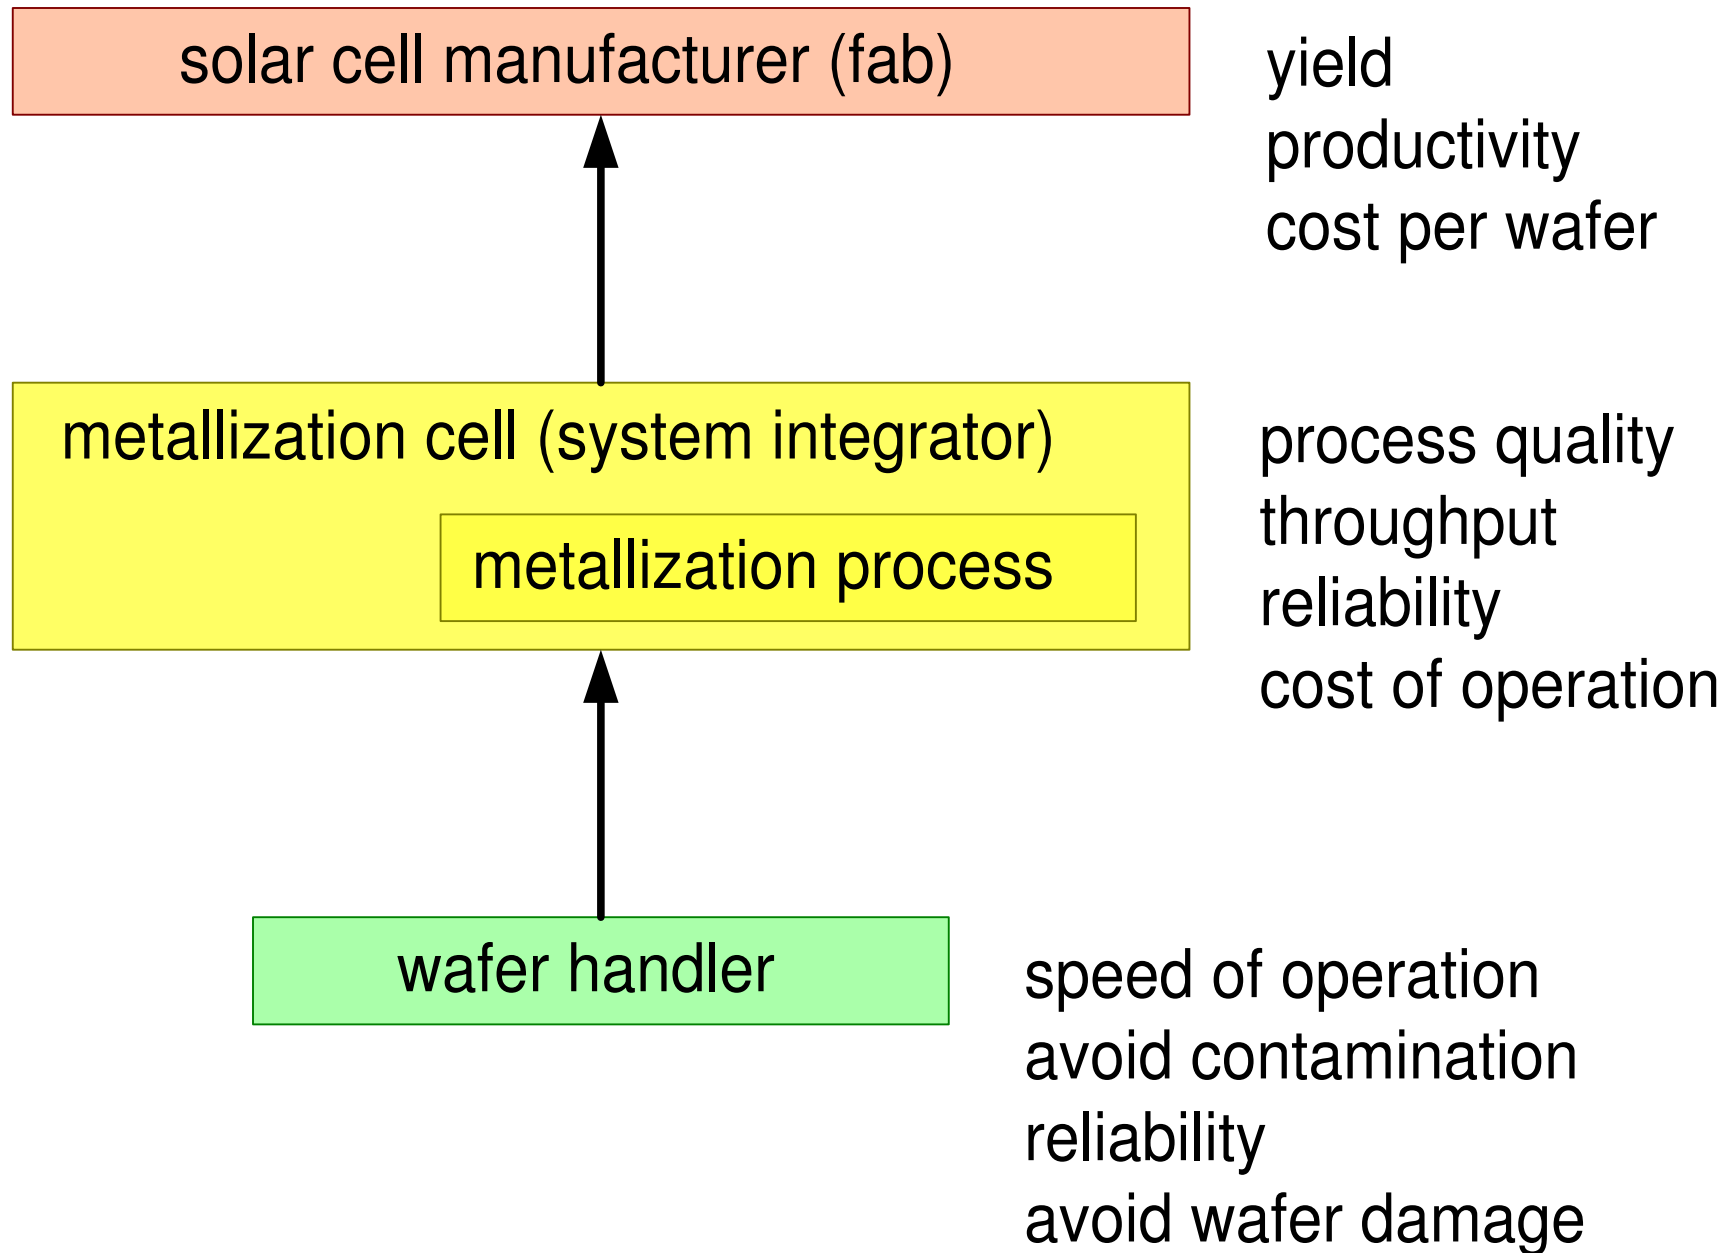 solar cell manufacturer (fab)
yield
productivity
cost per wafer
metallization cell (system integrator)
metallization process
process quality
throughput
reliability
cost of operation
wafer handler
speed of operation
avoid contamination
reliability
avoid wafer damage